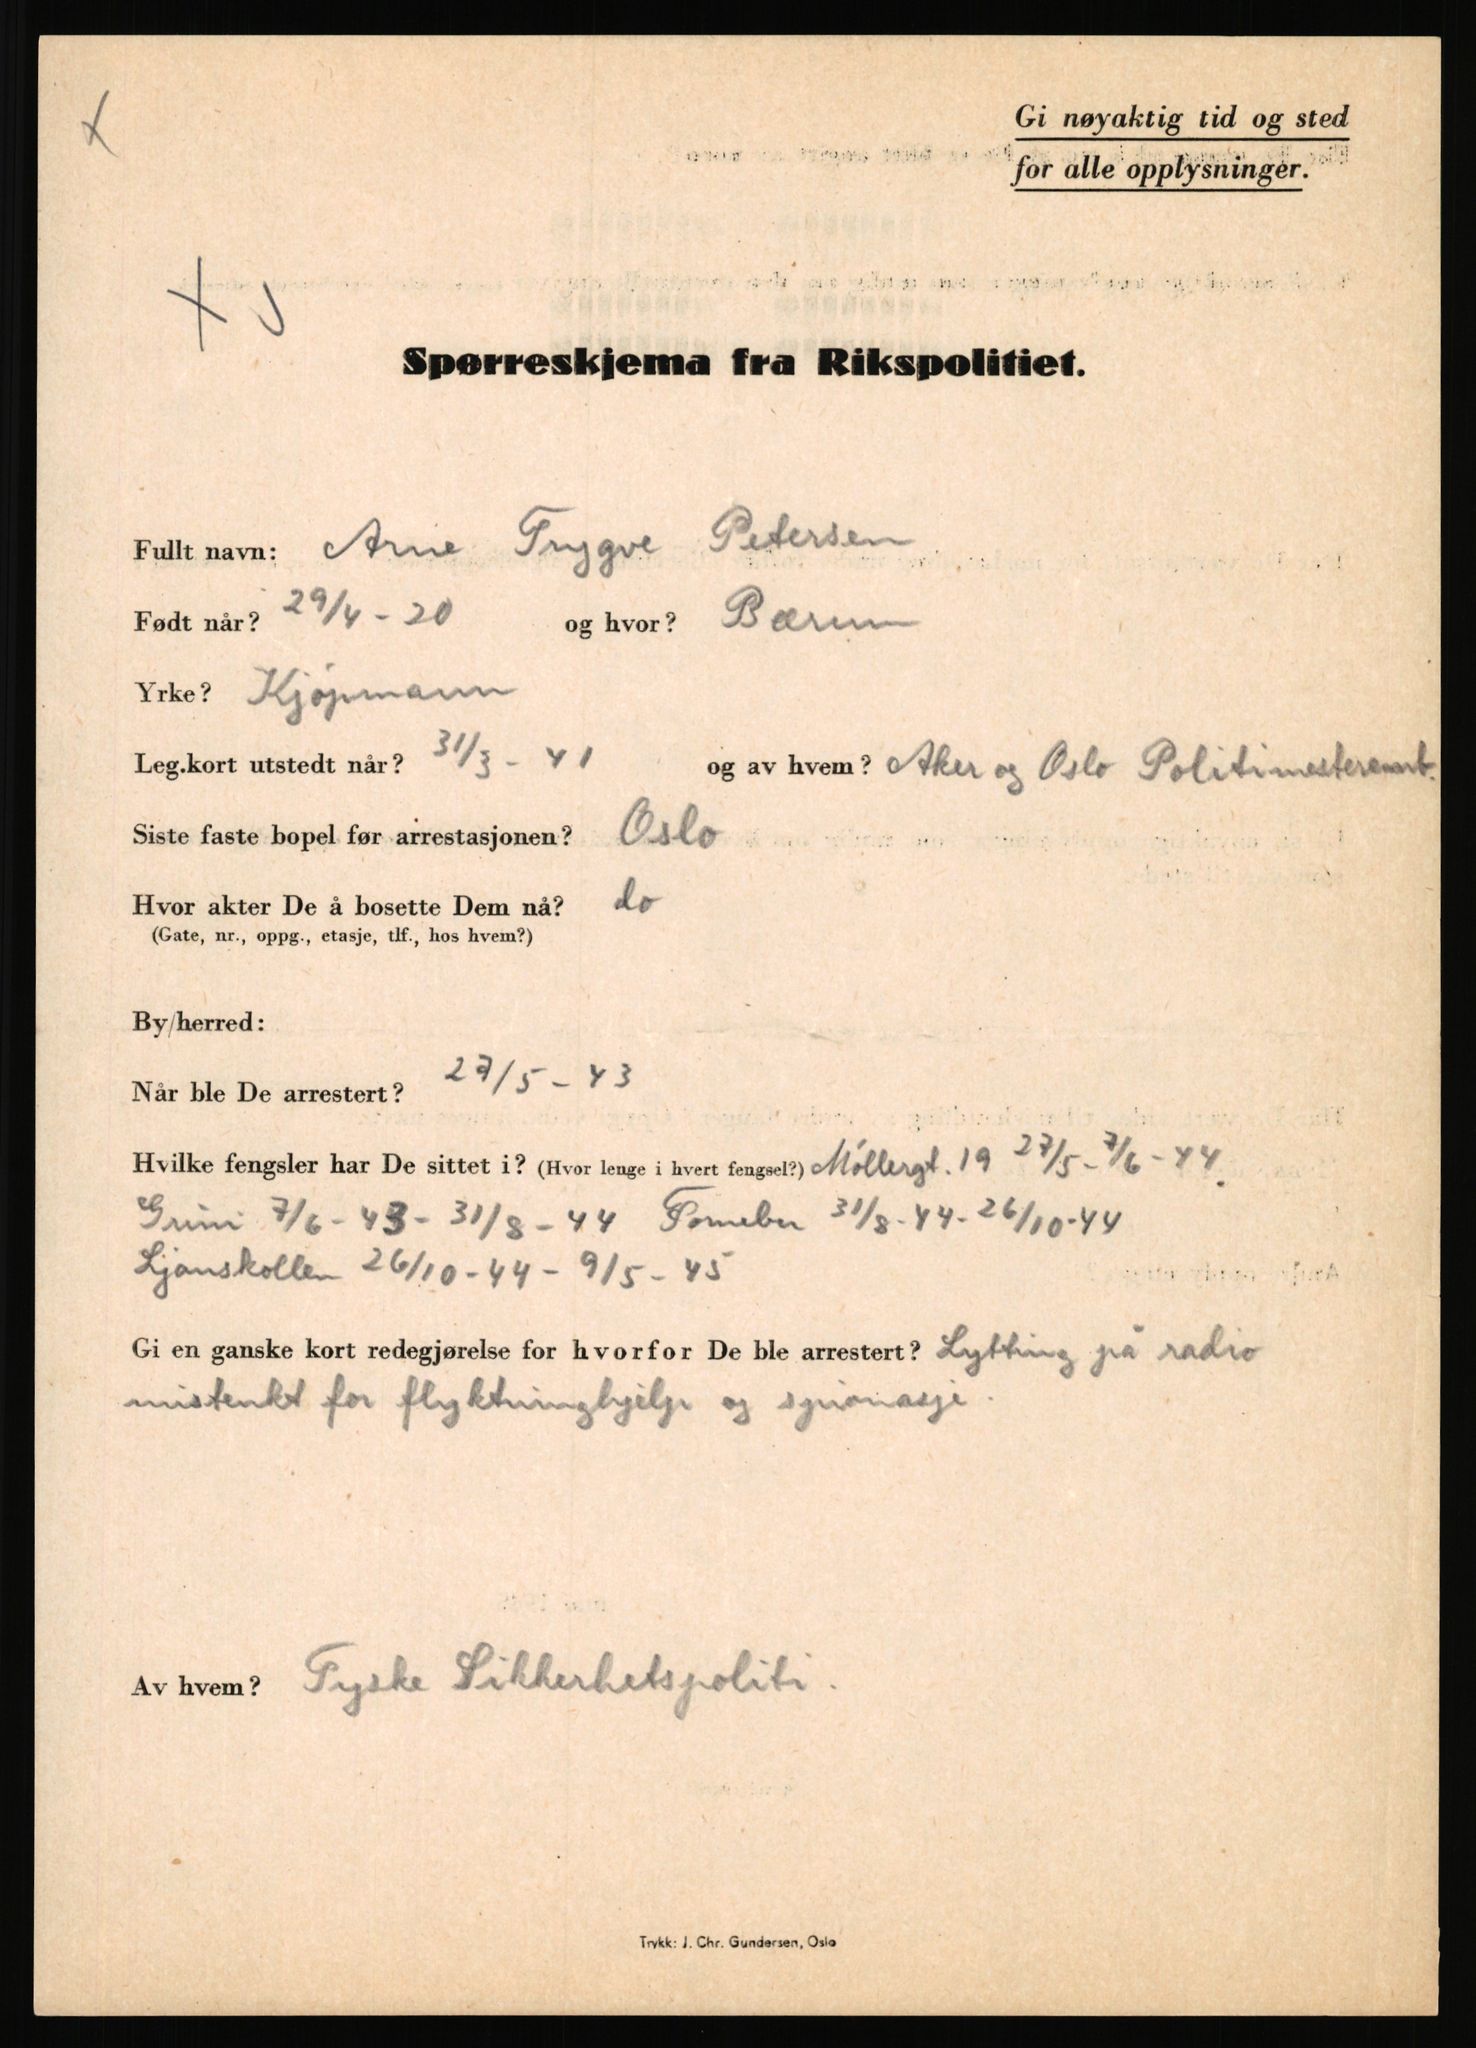 Gi nøyaktig tid og sted
for alle opplysninger.
Spørreskjema fra Rikspolitiet.
Fullt navn: Arne Trygve Petersen
Født når? 29/4 - 20 og hvor? Bærum
Yrke? Kjøpmann
Leg.kort utstedt når? 31/3 - 41 og av hvem? Aker og Oslo Politimesteremb.
Siste faste bopel før arrestasjonen? Oslo
Hvor akter De å bosette Dem nå? do
(Gate, nr., oppg., etasje, tlf., hos hvem?)
By/herred:
Når ble De arrestert? 27/5 - 43
Hvilke fengsler har De sittet i? (Hvor lenge i hvert fengsel?) Møllergt. 19 27/5 - 7/6 - 44.
Grini 7/6 - 43 - 31/8 - 44 Fornebu 31/8 - 44 - 26/10 - 44
Ljanskollen 26/10 - 44 - 9/5 - 45
Gi en ganske kort redegjørelse for hvorfor De ble arrestert? Lytting på radio
mistenkt for flyktninghjelp og spionasje.
Av hvem? Tyske Sikkerhetspoliti.
Trykk: J. Chr. Gundersen, Oslo